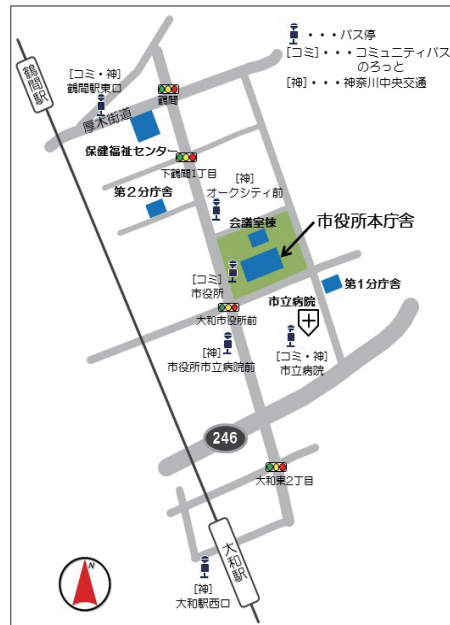 ・・・バス停
[コミ]・・・コミュニティバス
のろっと
[神]・・・神奈川中央交通
鶴間駅
[コミ・神]
鶴間駅東口
鶴間
厚木街道
保健福祉センター
下鶴間1丁目
第2分庁舎
[神]
オークシティ前
会議室棟
市役所本庁舎
[コミ]
市役所
第1分庁舎
市立病院
大和市役所前
[神]
市役所市立病院前
[コミ・神]
市立病院
246
大和東2丁目
大和駅
[神]
大和駅西口
N